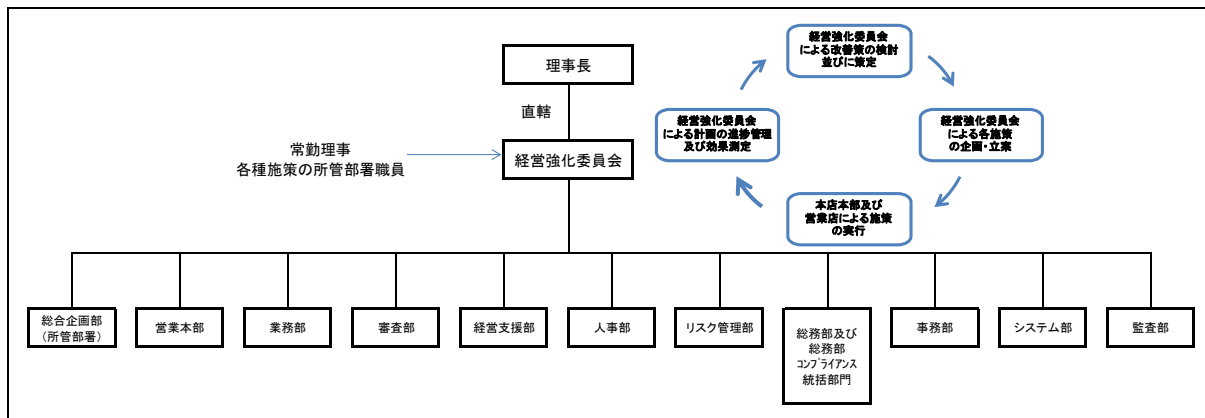 理事長
直轄
常勤理事
各種施策の所管部署職員
経営強化委員会
経営強化委員会
による改善策の検討
並びに策定
経営強化委員会
による各施策
の企画・立案
本店本部及び
営業店による施策
の実行
経営強化委員会
による計画の進捗管理
及び効果測定
総合企画部
(所管部署)
営業本部
業務部
審査部
経営支援部
人事部
リスク管理部
総務部及び
総務部
コンプライアンス
統括部門
事務部
システム部
監査部